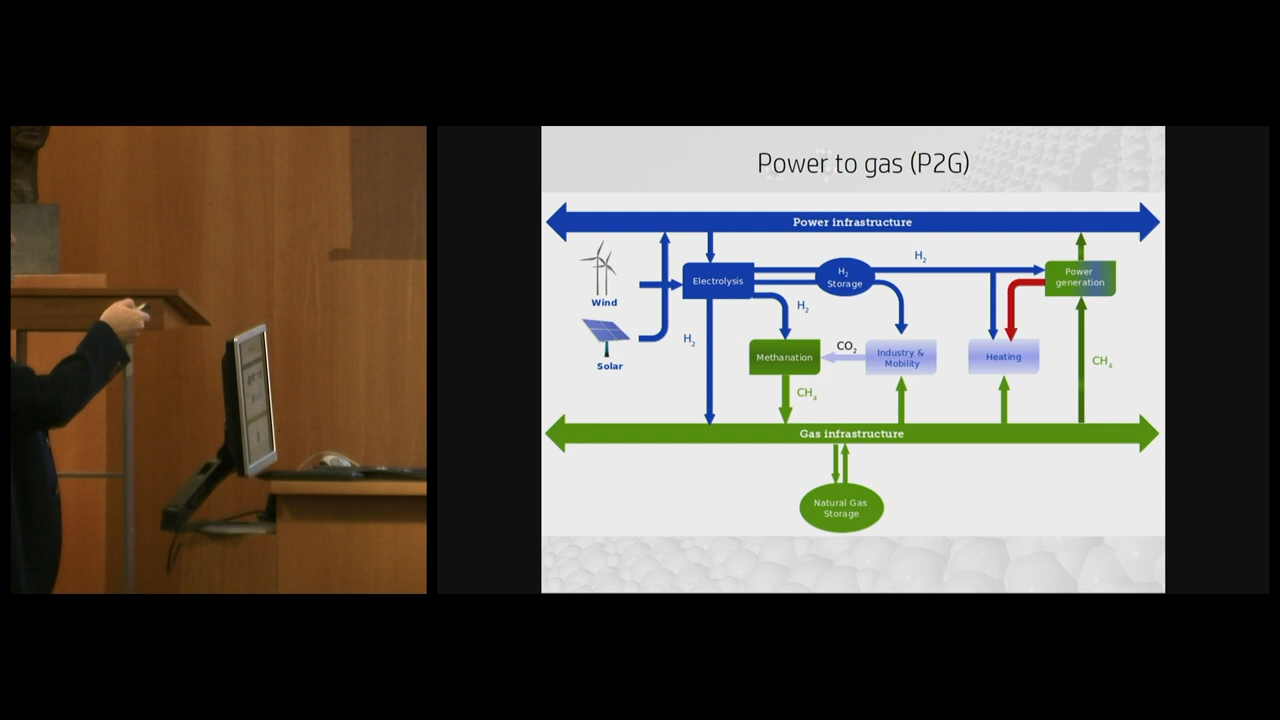 Power to gas (P2G)
Power infrastructure
Wind
Solar
Electrolysis
H₂
Storage
H₂
Power
generation
H₂
H₂
Methanation
CO₂
Industry &
Mobility
Heating
CH₄
CH₄
Gas infrastructure
Natural Gas
Storage